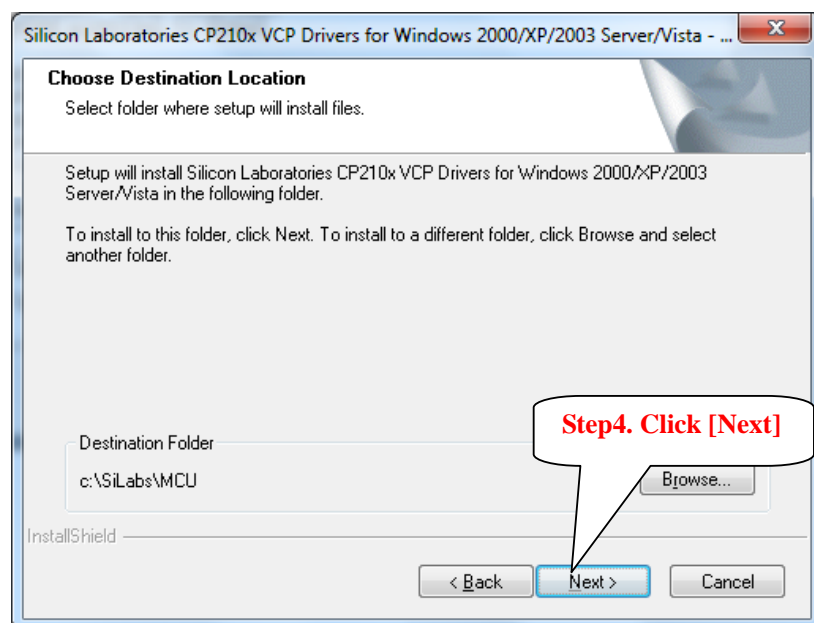 Silicon Laboratories CP210x VCP Drivers for Windows 2000/XP/2003 Server/Vista - ...
Choose Destination Location
Select folder where setup will install files.
Setup will install Silicon Laboratories CP210x VCP Drivers for Windows 2000/XP/2003
Server/Vista in the following folder.
To install to this folder, click Next. To install to a different folder, click Browse and select
another folder.
Step4. Click [Next]
Destination Folder
c:\SiLabs\MCU
Browse...
InstallShield
< Back
Next >
Cancel